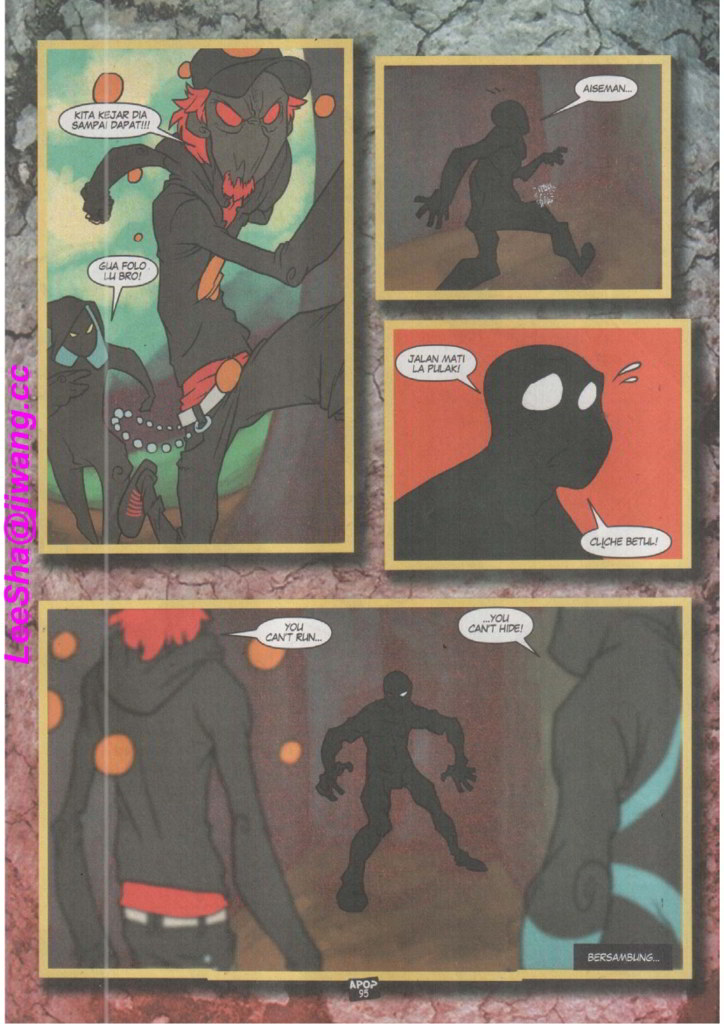 KITA KEJAR DIA
SAMPAI DAPAT!!!
GUA FOLO
LU BRO!
AISEMAN...
JALAN MATI
LA PULAK!
CLICHE BETUL!
YOU
CAN'T RUN...
...YOU
CAN'T HIDE!
BERSAMBUNG...
APO?
95
LeeSha@jiwang.cc